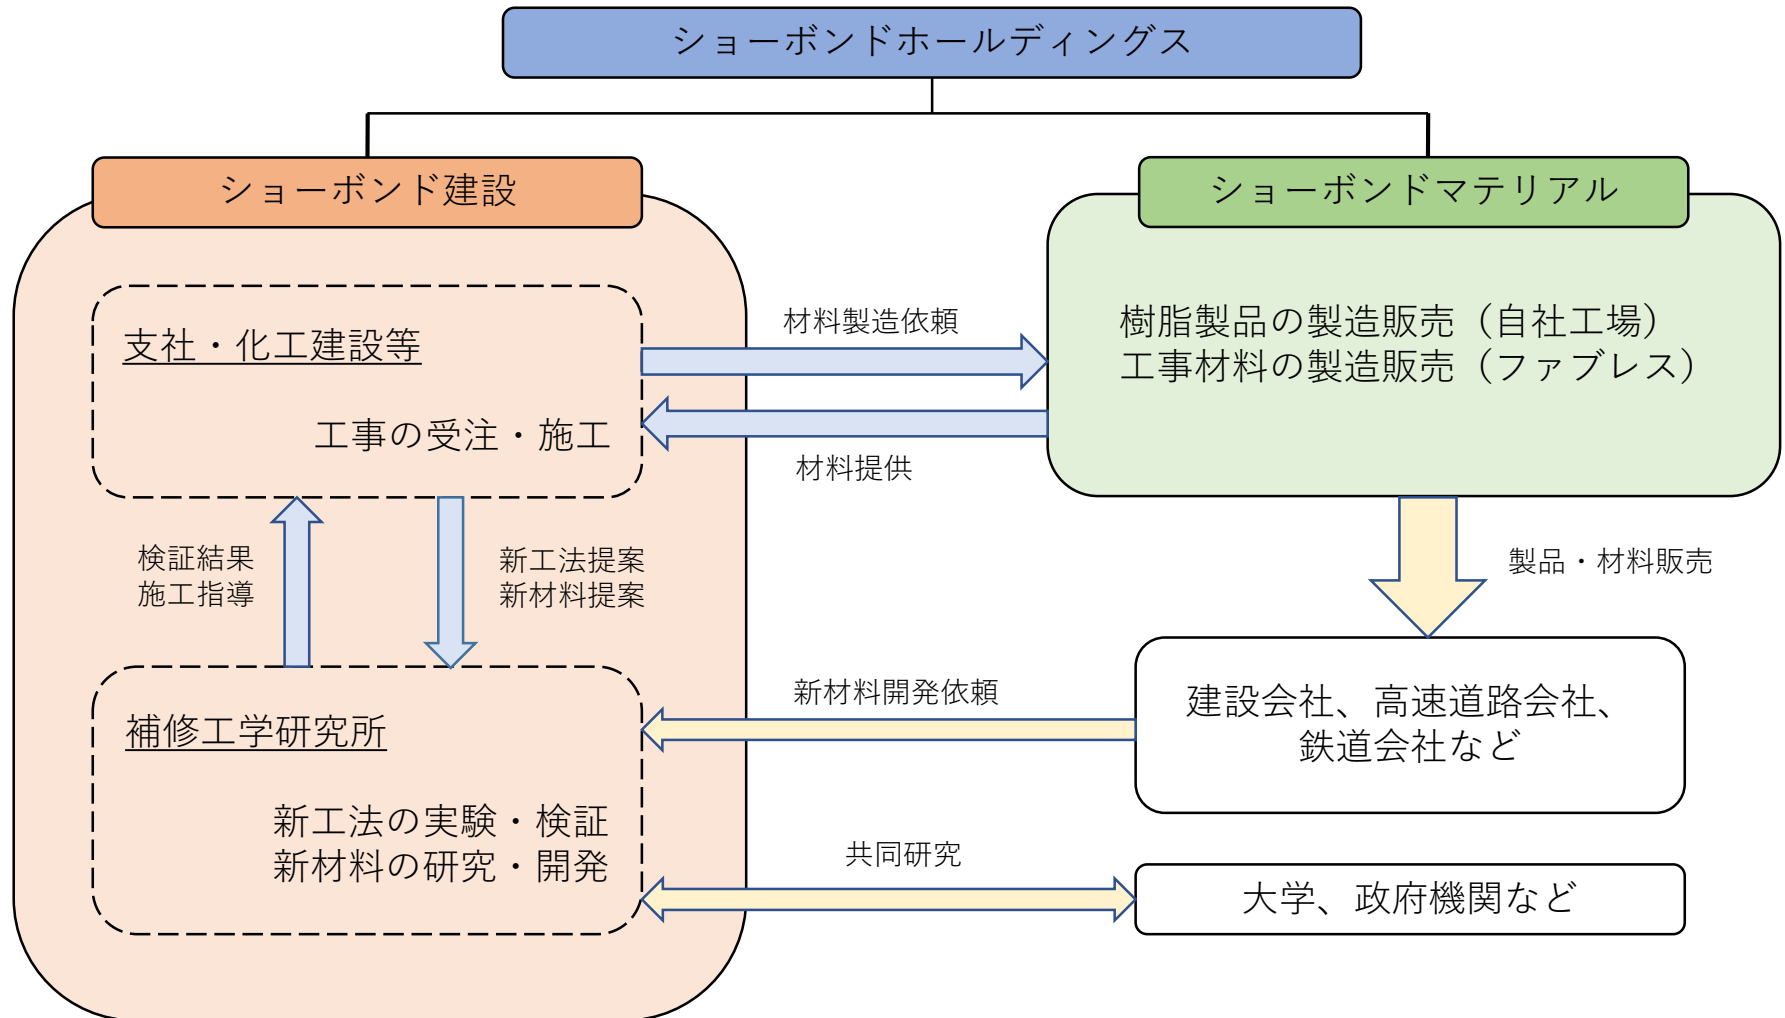 ショーボンドホールディングス
ショーボンド建設
ショーボンドマテリアル
支社・化工建設等
工事の受注・施工
材料製造依頼
材料提供
樹脂製品の製造販売（自社工場）
工事材料の製造販売（ファブレス）
検証結果
施工指導
新工法提案
新材料提案
製品・材料販売
補修工学研究所
新工法の実験・検証
新材料の研究・開発
新材料開発依頼
建設会社、高速道路会社、
鉄道会社など
共同研究
大学、政府機関など